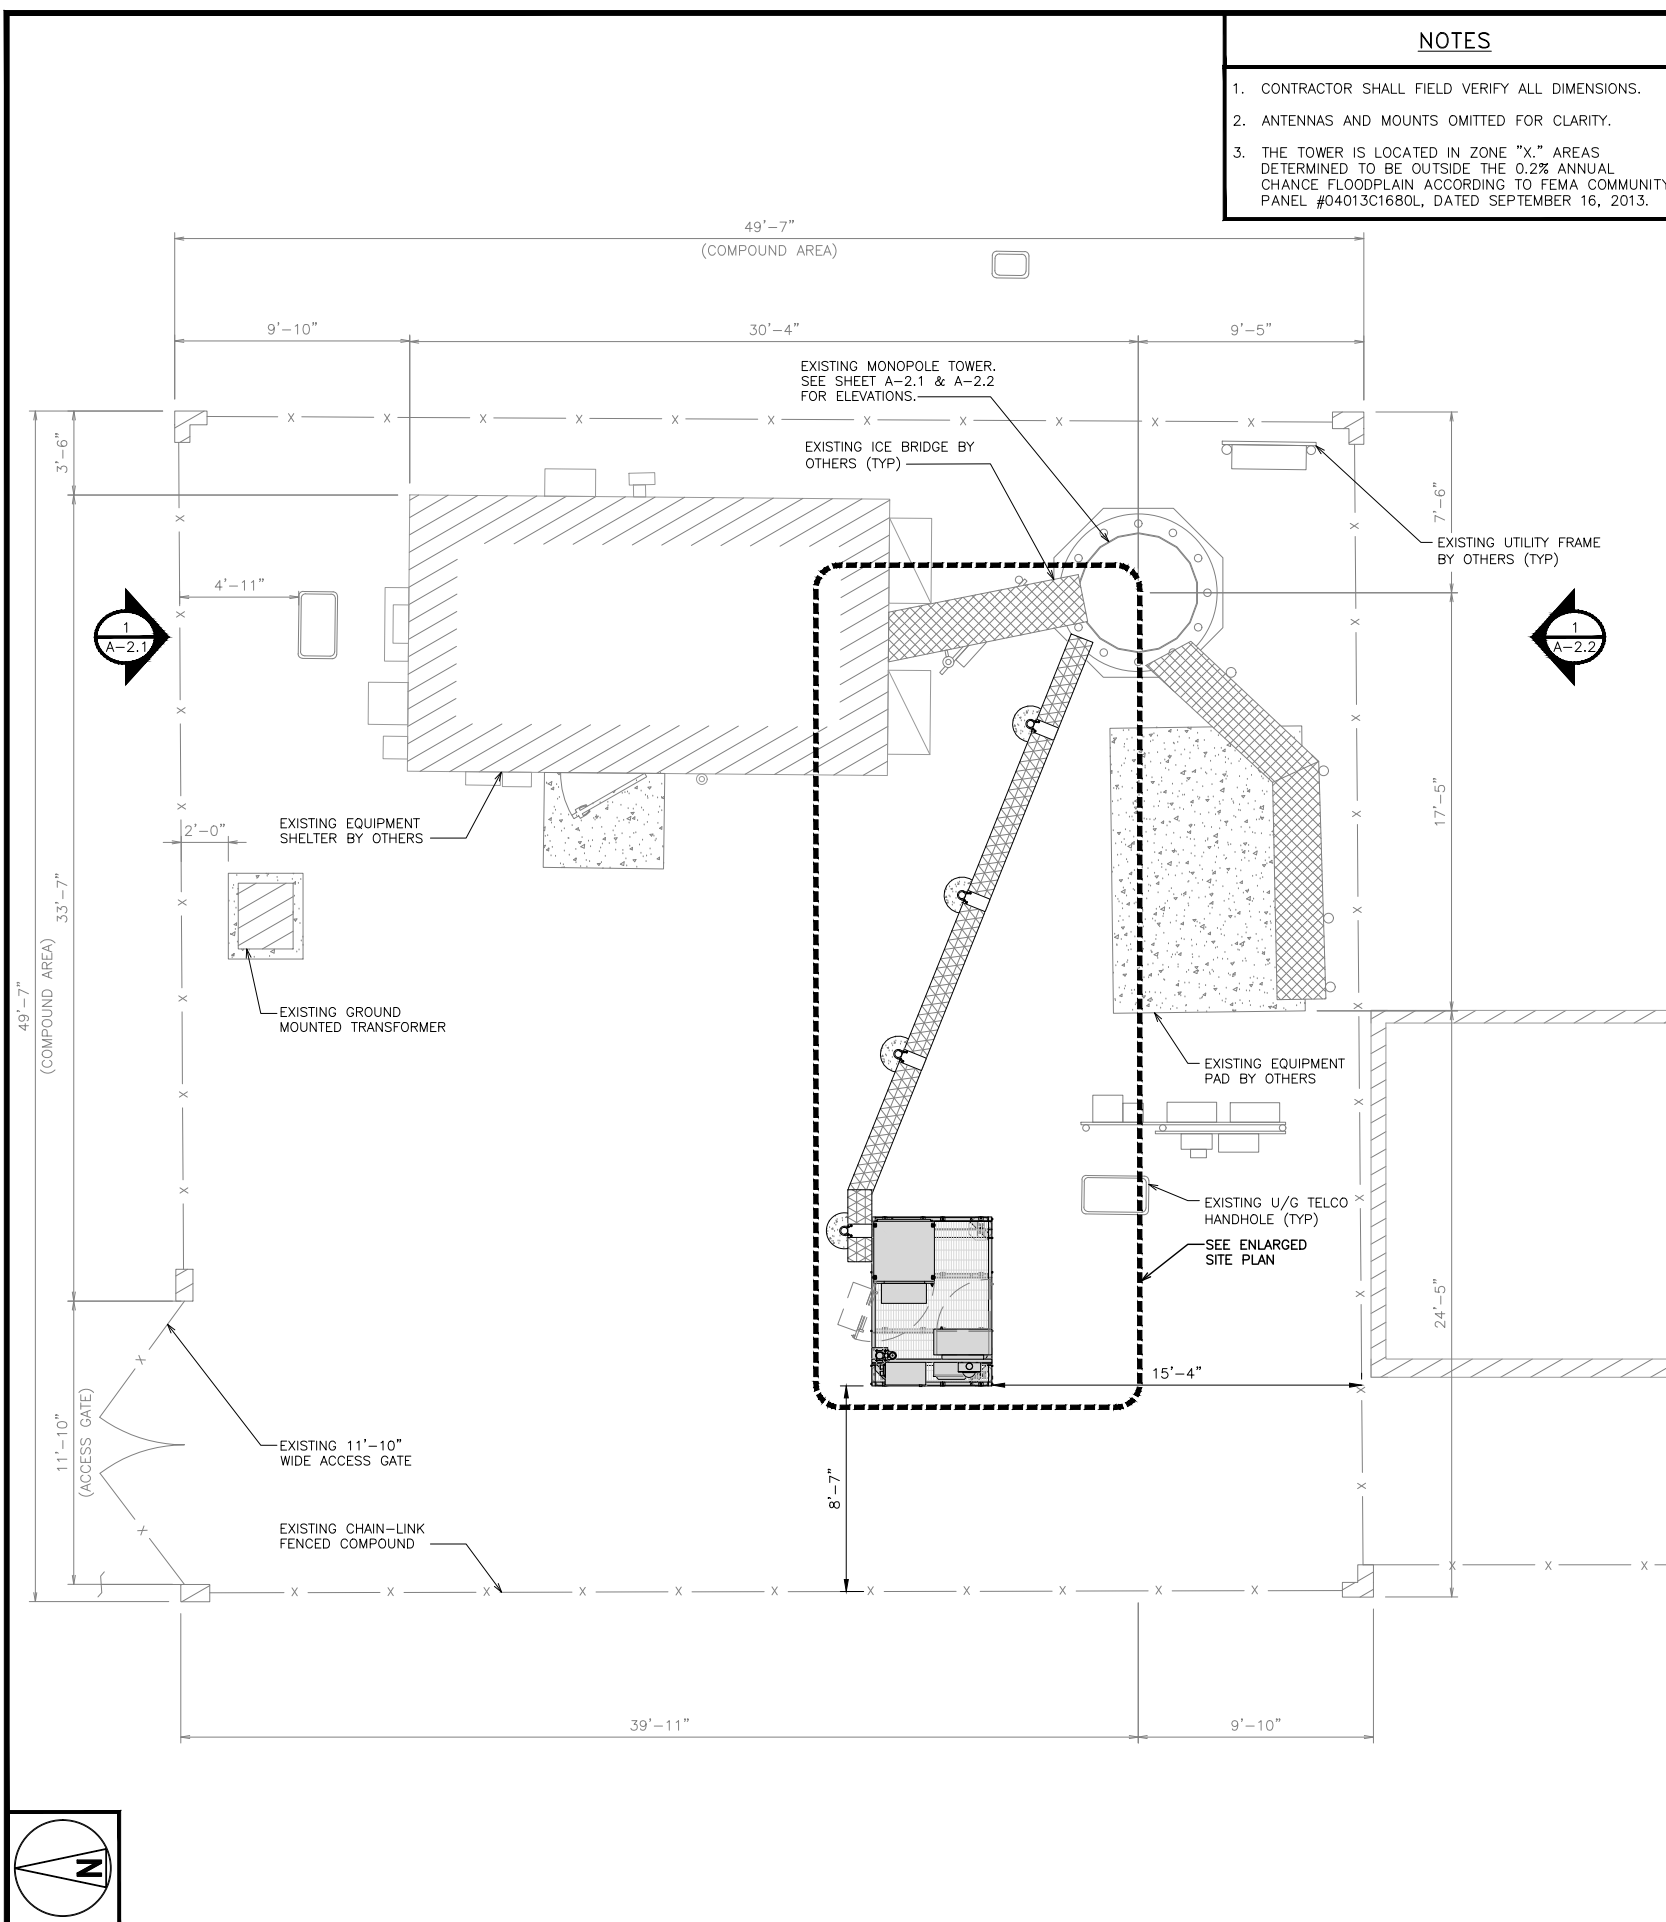 NOTES
1. CONTRACTOR SHALL FIELD VERIFY ALL DIMENSIONS.
2. ANTENNAS AND MOUNTS OMITTED FOR CLARITY.
3. THE TOWER IS LOCATED IN ZONE "X." AREAS
DETERMINED TO BE OUTSIDE THE 0.2% ANNUAL
CHANCE FLOODPLAIN ACCORDING TO FEMA COMMUNITY
PANEL #04013C1680L, DATED SEPTEMBER 16, 2013.
49'-7"
(COMPOUND AREA)
9'-10"
30'-4"
9'-5"
EXISTING MONOPOLE TOWER.
SEE SHEET A-2.1 & A-2.2
FOR ELEVATIONS.
EXISTING ICE BRIDGE BY
OTHERS (TYP)
3'-6"
7'-6"
EXISTING UTILITY FRAME
BY OTHERS (TYP)
4'-11"
1
A-2.1
1
A-2.2
17'-5"
EXISTING EQUIPMENT
SHELTER BY OTHERS
2'-0"
33'-7"
49'-7"
(COMPOUND AREA)
EXISTING GROUND
MOUNTED TRANSFORMER
EXISTING EQUIPMENT
PAD BY OTHERS
EXISTING U/G TELCO
HANDHOLE (TYP)
SEE ENLARGED
SITE PLAN
24'-5"
15'-4"
11'-10"
(ACCESS GATE)
EXISTING 11'-10"
WIDE ACCESS GATE
8'-7"
EXISTING CHAIN-LINK
FENCED COMPOUND
39'-11"
9'-10"
N